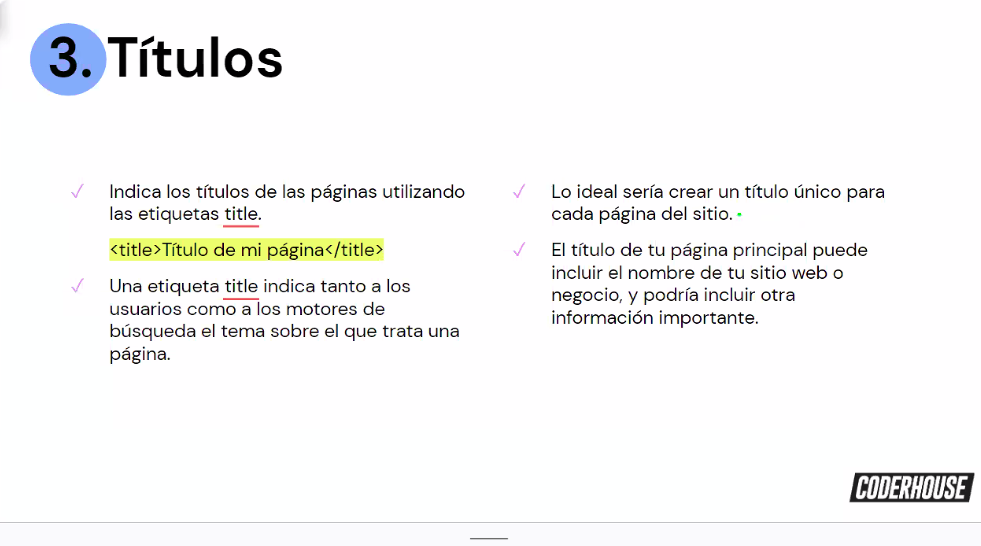 3. Títulos
Indica los títulos de las páginas utilizando
las etiquetas title.
<title>Título de mi página</title>
Una etiqueta title indica tanto a los
usuarios como a los motores de
búsqueda el tema sobre el que trata una
página.
Lo ideal sería crear un título único para
cada página del sitio.
El título de tu página principal puede
incluir el nombre de tu sitio web o
negocio, y podría incluir otra
información importante.
CODERHOUSE